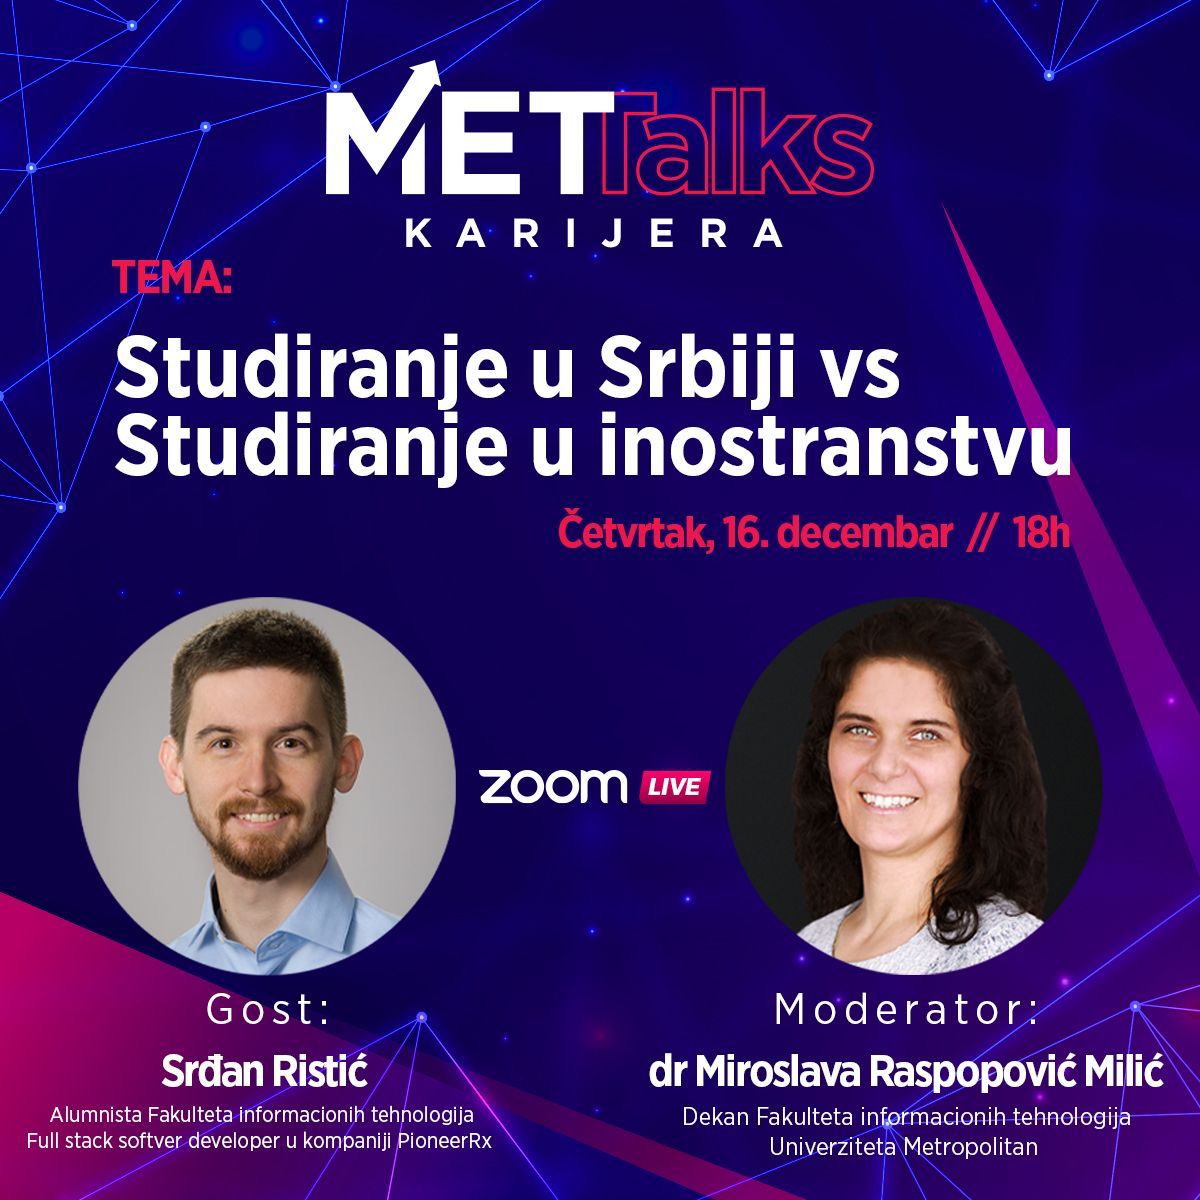 METTalks
KARIJERA
TEMA:
Studiranje u Srbiji vs
Studiranje u inostranstvu
Četvrtak, 16. decembar // 18h
zoom LIVE
Gost:
Srđan Ristić
Alumnista Fakulteta informacionih tehnologija
Full stack softver developer u kompaniji PioneerRx
Moderator:
dr Miroslava Raspopović Milić
Dekan Fakulteta informacionih tehnologija
Univerziteta Metropolitan